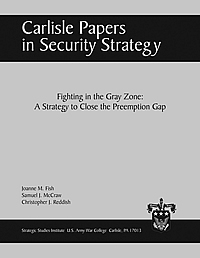 Carlisle Papers
in Security Strategy
Fighting in the Gray Zone:
A Strategy to Close the Preemption Gap
Joanne M. Fish
Samuel J. McCraw
Christopher J. Reddish
Strategic Studies Institute U.S. Army War College Carlisle, PA 17013